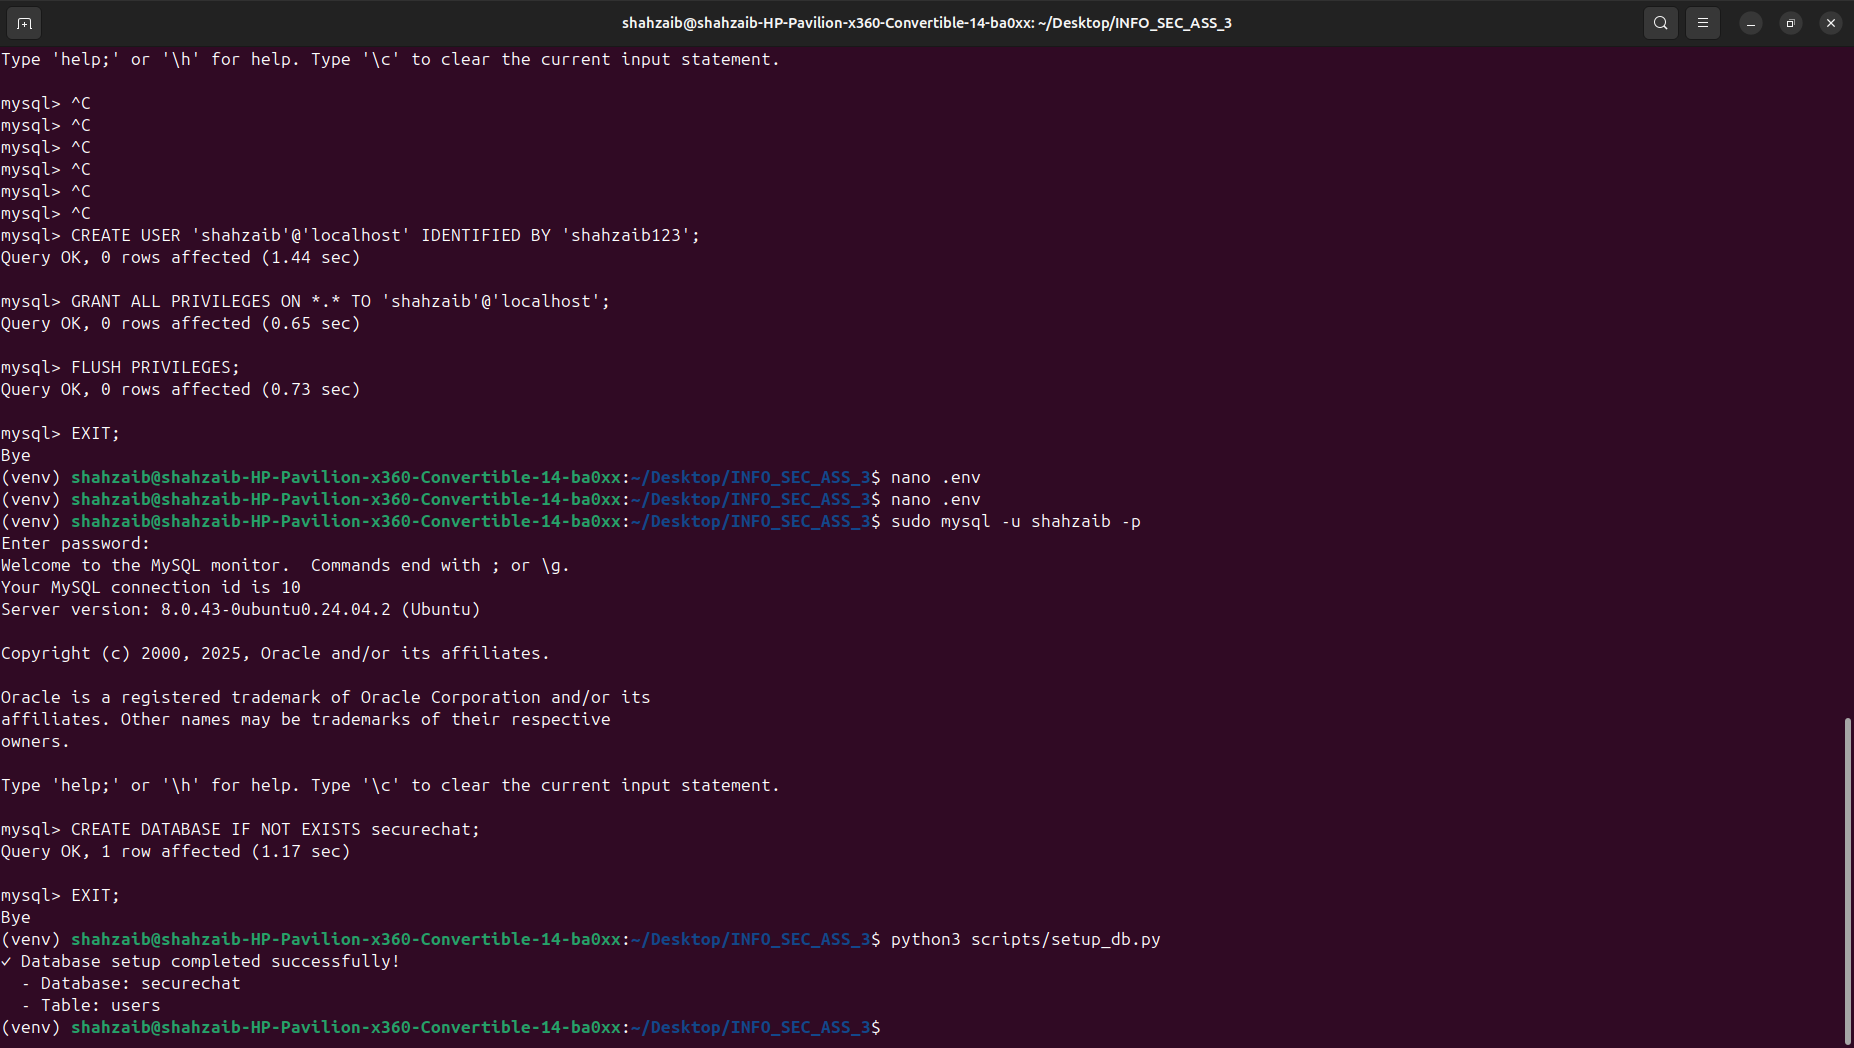 shahzaib@shahzaib-HP-Pavilion-x360-Convertible-14-ba0xx: ~/Desktop/INFO_SEC_ASS_3
Type 'help;' or '\h' for help. Type '\c' to clear the current input statement.
mysql> ^C
mysql> ^C
mysql> ^C
mysql> ^C
mysql> ^C
mysql> ^C
mysql> CREATE USER 'shahzaib'@'localhost' IDENTIFIED BY 'shahzaib123';
Query OK, 0 rows affected (1.44 sec)
mysql> GRANT ALL PRIVILEGES ON *.* TO 'shahzaib'@'localhost';
Query OK, 0 rows affected (0.65 sec)
mysql> FLUSH PRIVILEGES;
Query OK, 0 rows affected (0.73 sec)
mysql> EXIT;
Bye
(venv) shahzaib@shahzaib-HP-Pavilion-x360-Convertible-14-ba0xx:~/Desktop/INFO_SEC_ASS_3$ nano .env
(venv) shahzaib@shahzaib-HP-Pavilion-x360-Convertible-14-ba0xx:~/Desktop/INFO_SEC_ASS_3$ nano .env
(venv) shahzaib@shahzaib-HP-Pavilion-x360-Convertible-14-ba0xx:~/Desktop/INFO_SEC_ASS_3$ sudo mysql -u shahzaib -p
Enter password:
Welcome to the MySQL monitor.  Commands end with ; or \g.
Your MySQL connection id is 10
Server version: 8.0.43-0ubuntu0.24.04.2 (Ubuntu)
Copyright (c) 2000, 2025, Oracle and/or its affiliates.
Oracle is a registered trademark of Oracle Corporation and/or its
affiliates. Other names may be trademarks of their respective
owners.
Type 'help;' or '\h' for help. Type '\c' to clear the current input statement.
mysql> CREATE DATABASE IF NOT EXISTS securechat;
Query OK, 1 row affected (1.17 sec)
mysql> EXIT;
Bye
(venv) shahzaib@shahzaib-HP-Pavilion-x360-Convertible-14-ba0xx:~/Desktop/INFO_SEC_ASS_3$ python3 scripts/setup_db.py
✓ Database setup completed successfully!
  - Database: securechat
  - Table: users
(venv) shahzaib@shahzaib-HP-Pavilion-x360-Convertible-14-ba0xx:~/Desktop/INFO_SEC_ASS_3$